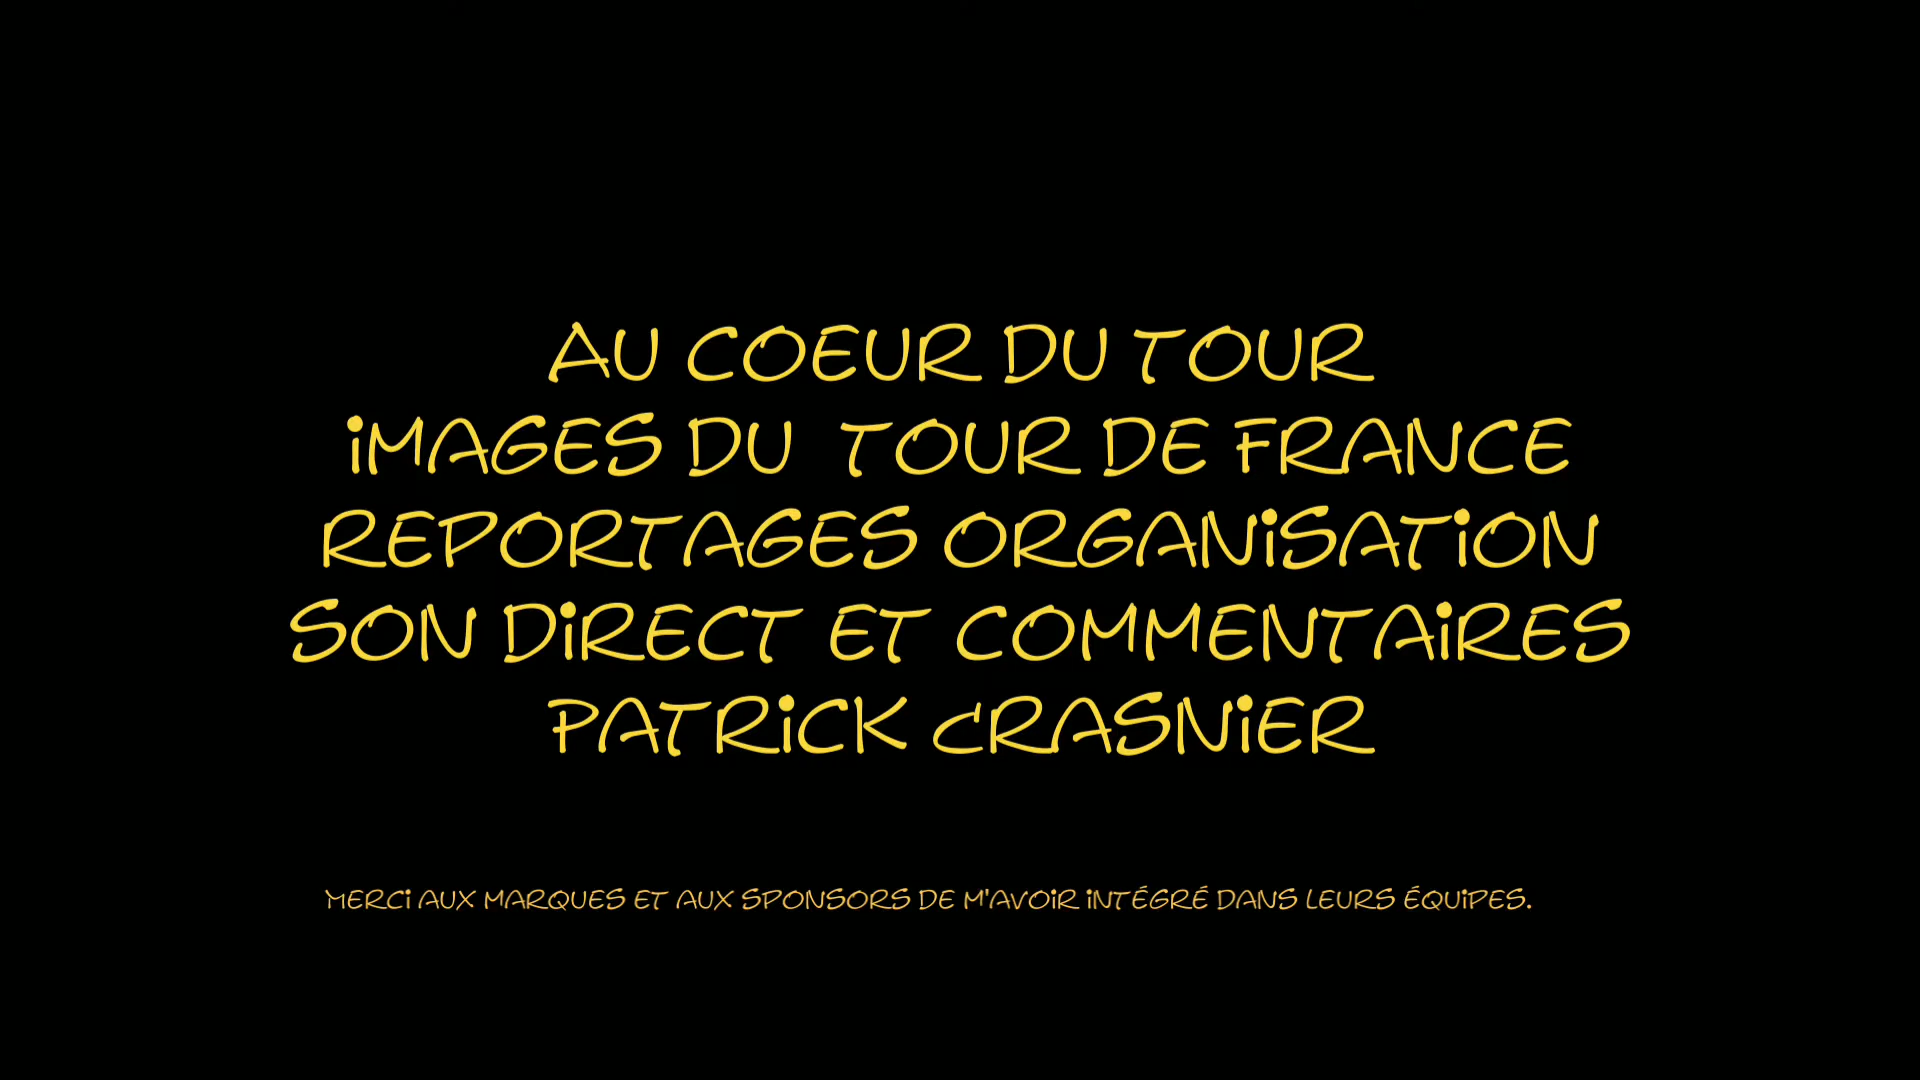 AU COEUR DU TOUR
iMAGES DU TOUR DE FRANCE
REPORTAGES ORGANiSATiON
SON DiRECT ET COMMENTAiRES
PATRiCK CRASNiER
MERCi AUX MARQUES ET AUX SPONSORS DE M'AVOiR iNTÉGRÉ DANS LEURS ÉQUiPES.